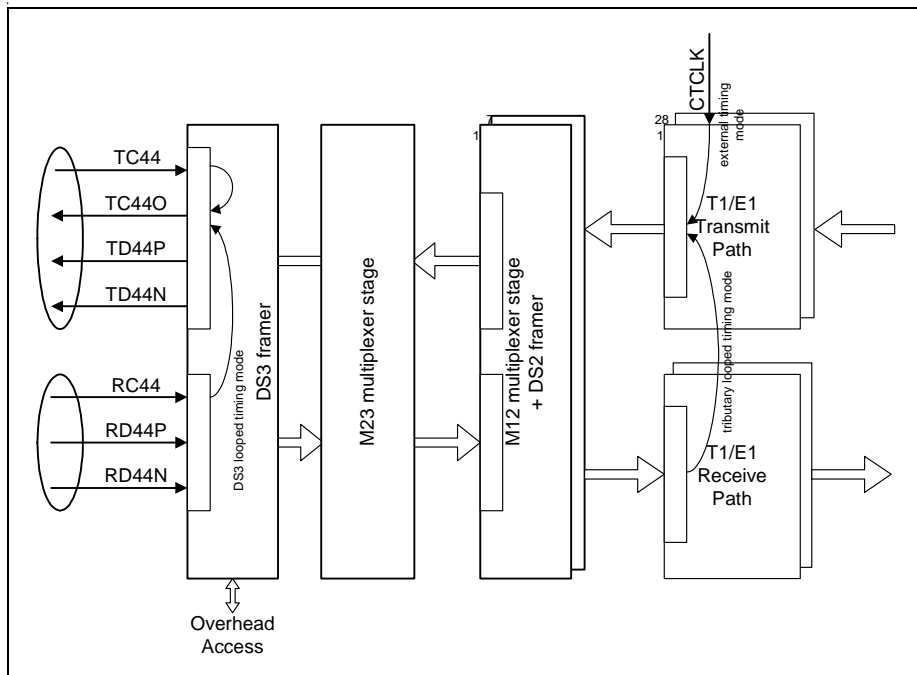 CTCLK
external timing
mode
28
1
7
1
TC44
TC44O
TD44P
TD44N
RC44
RD44P
RD44N
DS3 looped timing mode
DS3 framer
M23 multiplexer stage
M12 multiplexer stage
+ DS2 framer
T1/E1
Transmit
Path
tributary looped timing mode
T1/E1
Receive
Path
Overhead
Access